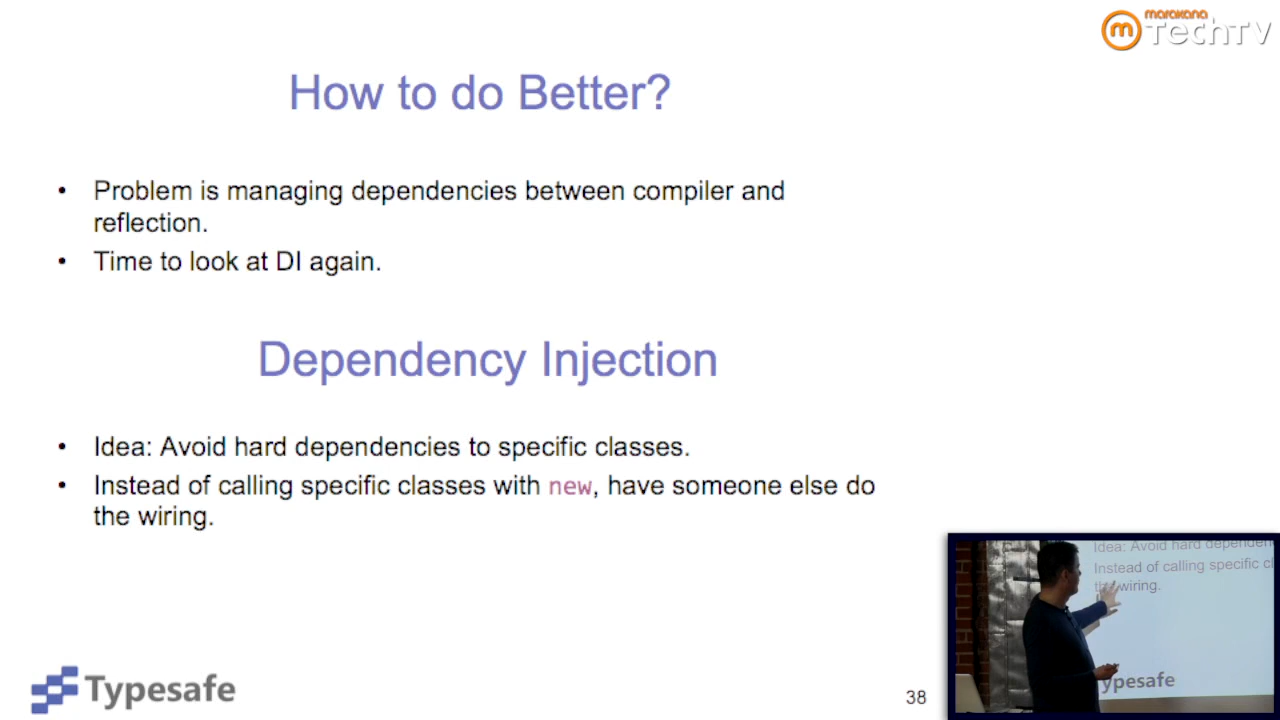 marakana
TechTV
How to do Better?
• Problem is managing dependencies between compiler and
reflection.
• Time to look at DI again.
Dependency Injection
• Idea: Avoid hard dependencies to specific classes.
• Instead of calling specific classes with new, have someone else do
the wiring.
Typesafe
38
Idea: Avoid hard
Instead of calling specific
the wiring.
ypesafe